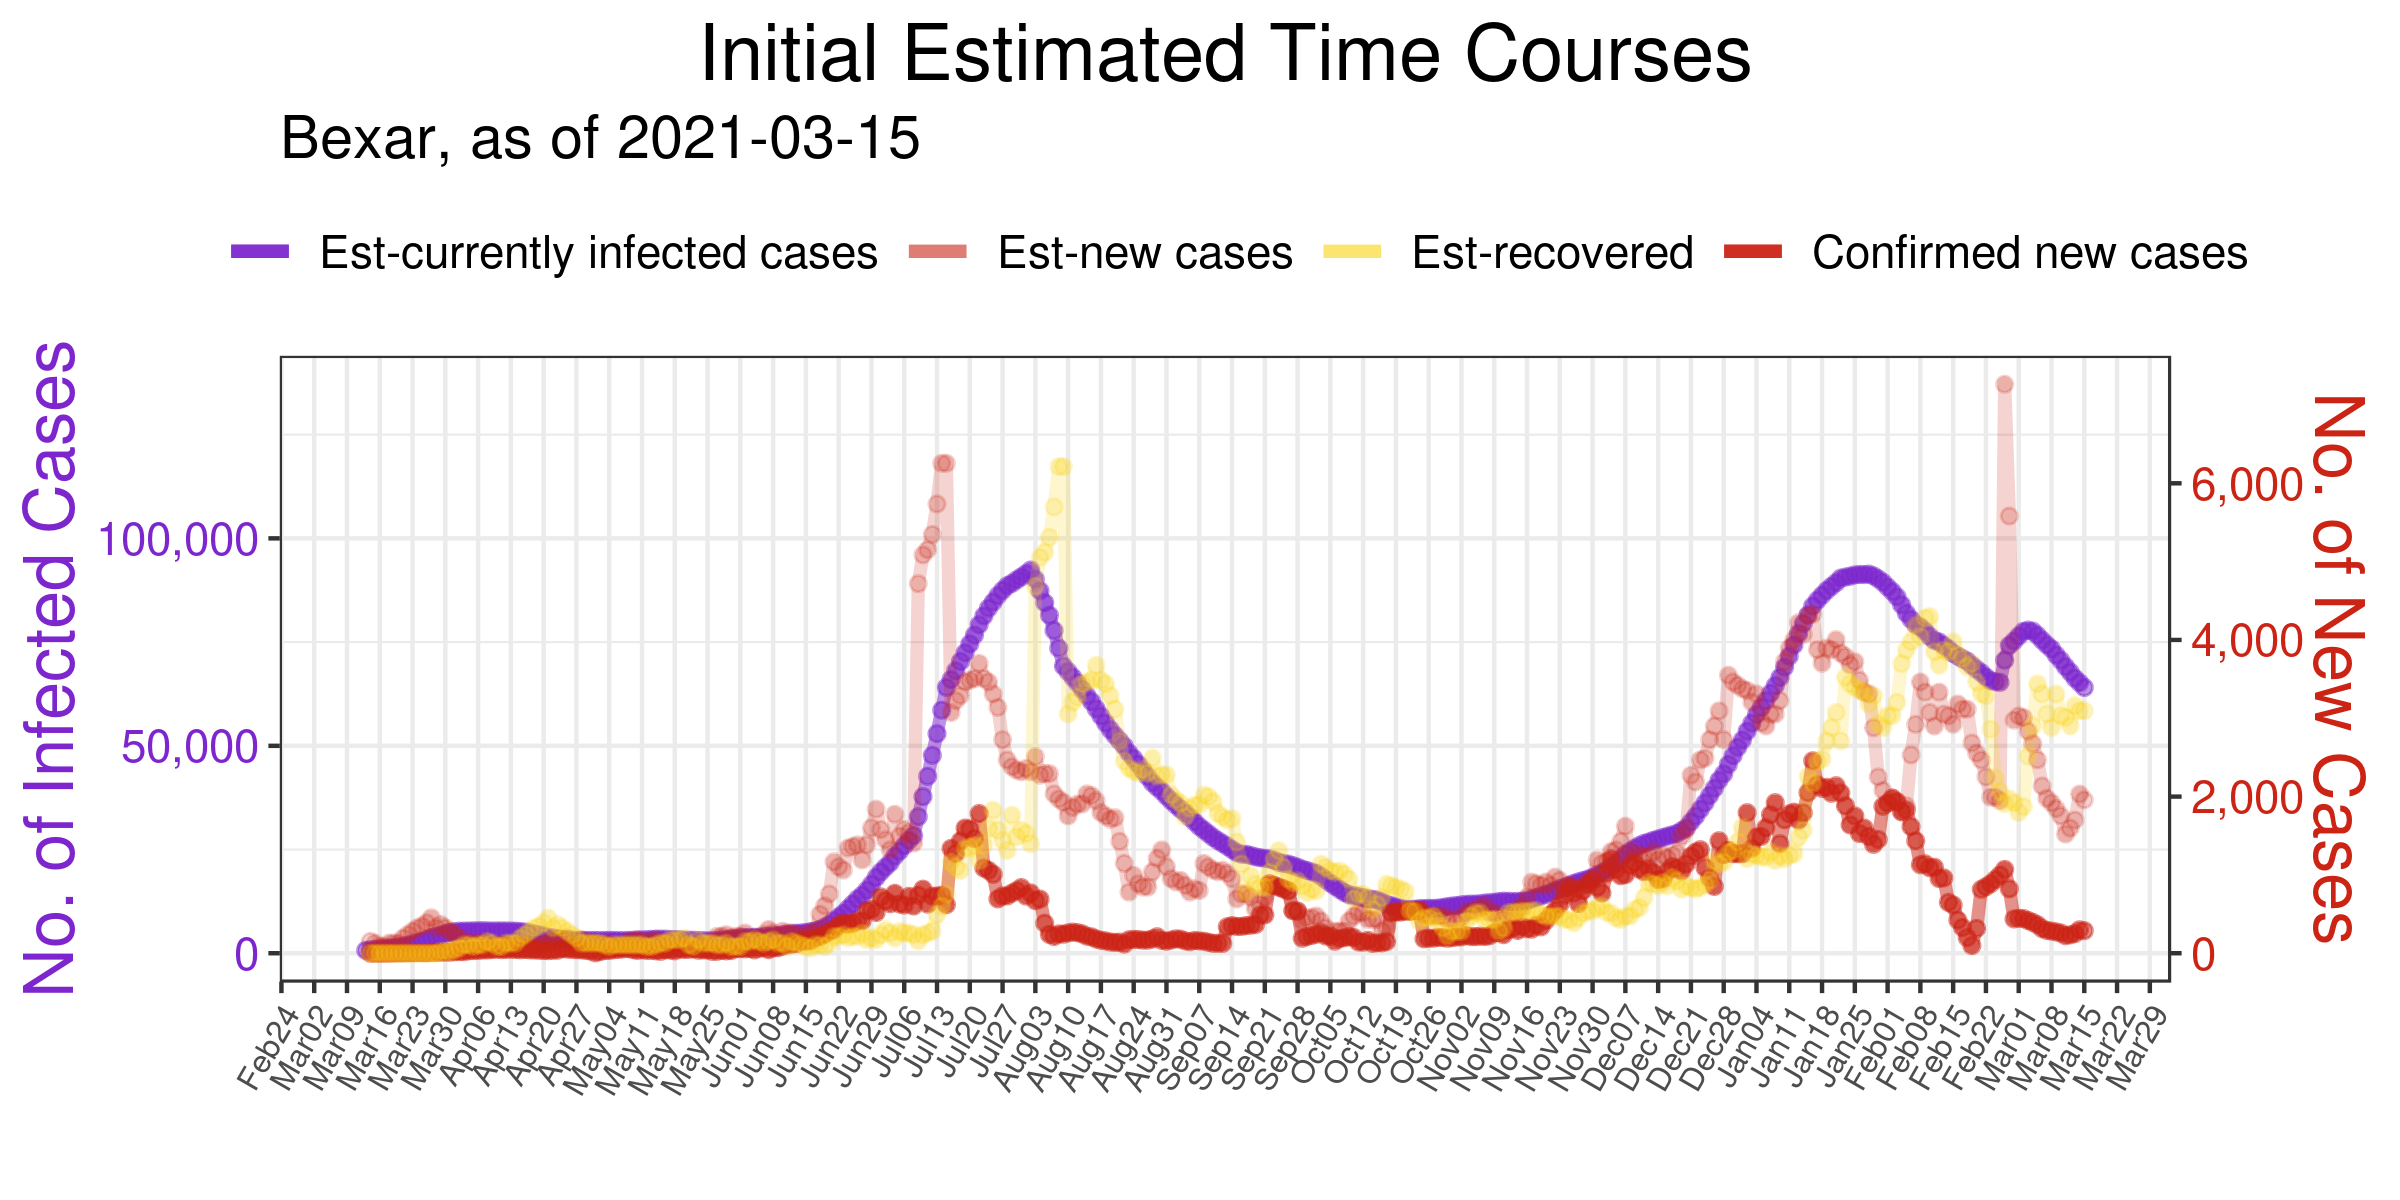 Initial Estimated Time Courses
Bexar, as of 2021-03-15
Est-currently infected cases Est-new cases Est-recovered Confirmed new cases
No. of Infected Cases
100,000
50,000
0
6,000
4,000
2,000
0
No. of New Cases
Feb24 Mar02 Mar09 Mar16 Mar23 Mar30 Apr06 Apr13 Apr20 Apr27 May04 May11 May18 May25 Jun01 Jun08 Jun15 Jun22 Jun29 Jul06 Jul13 Jul20 Jul27 Aug03 Aug10 Aug17 Aug24 Aug31 Sep07 Sep14 Sep21 Sep28 Oct05 Oct12 Oct19 Oct26 Nov02 Nov09 Nov16 Nov23 Nov30 Dec07 Dec14 Dec21 Dec28 Jan04 Jan11 Jan18 Jan25 Feb01 Feb08 Feb15 Feb22 Mar01 Mar08 Mar15 Mar22 Mar29